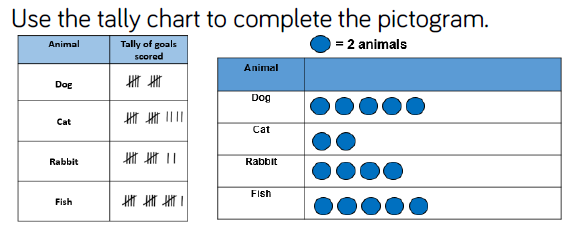 Use the tally chart to complete the pictogram.
Animal
Tally of goals
scored
Dog
Cat
Rabbit
Fish
= 2 animals
Animal
Dog
Cat
Rabbit
Fish